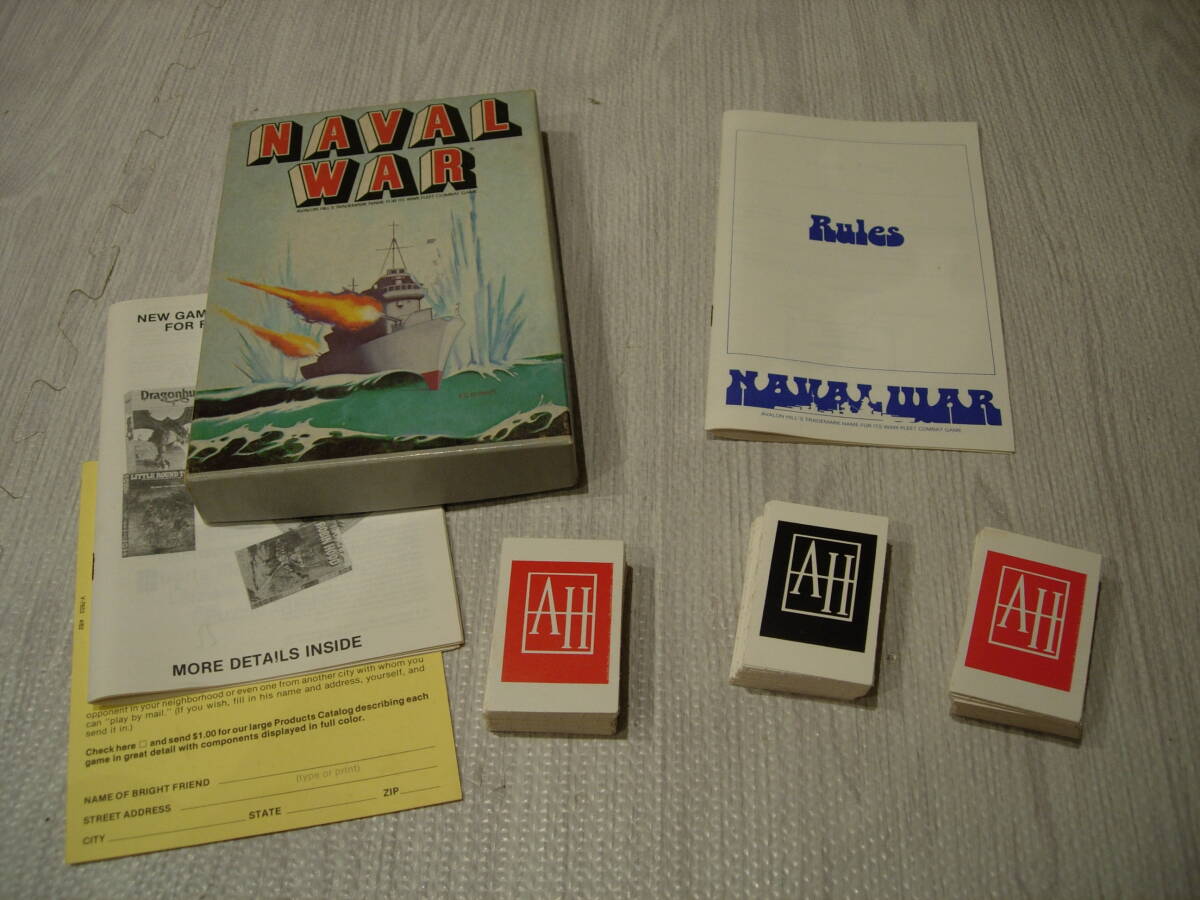 NAVAL
WAR
AVALON HILL'S TRADEMARK NAME FOR ITS WWII FLEET COMBAT GAME
Rules
NAVAL WAR
AVALON HILL'S TRADEMARK NAME FOR ITS WWII FLEET COMBAT GAME
NEW GAM
FOR
Dragonhu
LITTLE ROUND T
MORE DETAILS INSIDE
opponent in your neighborhood or even one from another city with whom you
can "play by mail." (If you wish, fill in his name and address, yourself, and
send it in.)
Check here □ and send $1.00 for our large Products Catalog describing each
game in great detail with components displayed in full color.
NAME OF BRIGHT FRIEND
(type or print)
STREET ADDRESS
CITY
STATE
ZIP
AH
AH
AH